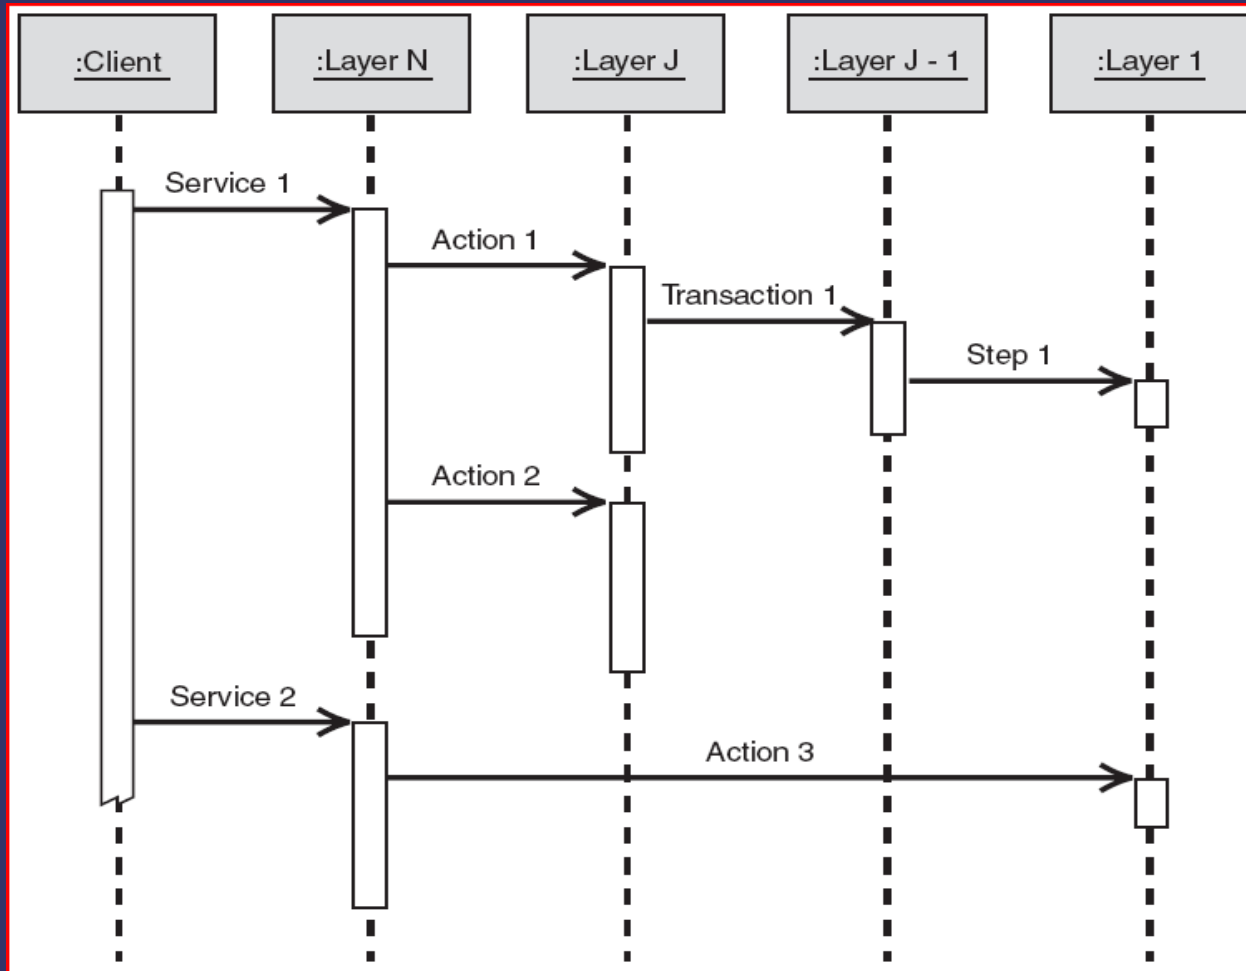 :Client
:Layer N
:Layer J
:Layer J - 1
:Layer 1
Service 1
Action 1
Transaction 1
Step 1
Action 2
Service 2
Action 3